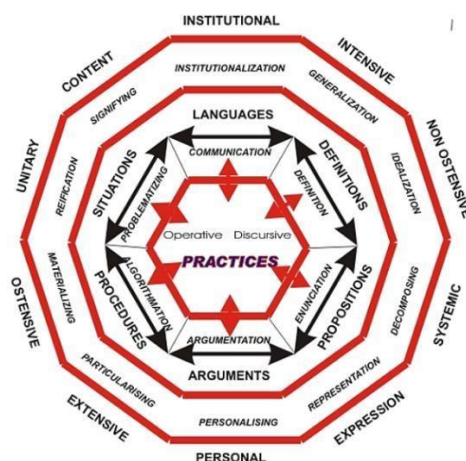 INSTITUTIONAL
CONTENT
INTENSIVE
INSTITUTIONALIZATION
SIGNIFYING
GENERALIZATION
LANGUAGES
UNITARY
NON OSTENSIVE
COMMUNICATION
REIFICATION
SITUATIONS
PROBLEMATIZING
DEFINITION
DEFINITIONS
IDEALIZATION
Operative Discursive
PRACTICES
OSTENSIVE
MATERIALIZING
PROCEDURES
ALGORITHMATION
ENUNCIATION
PROPOSITIONS
DECOMPOSING
SYSTEMIC
ARGUMENTATION
ARGUMENTS
PARTICULARISING
REPRESENTATION
EXTENSIVE
PERSONALISING
EXPRESSION
PERSONAL